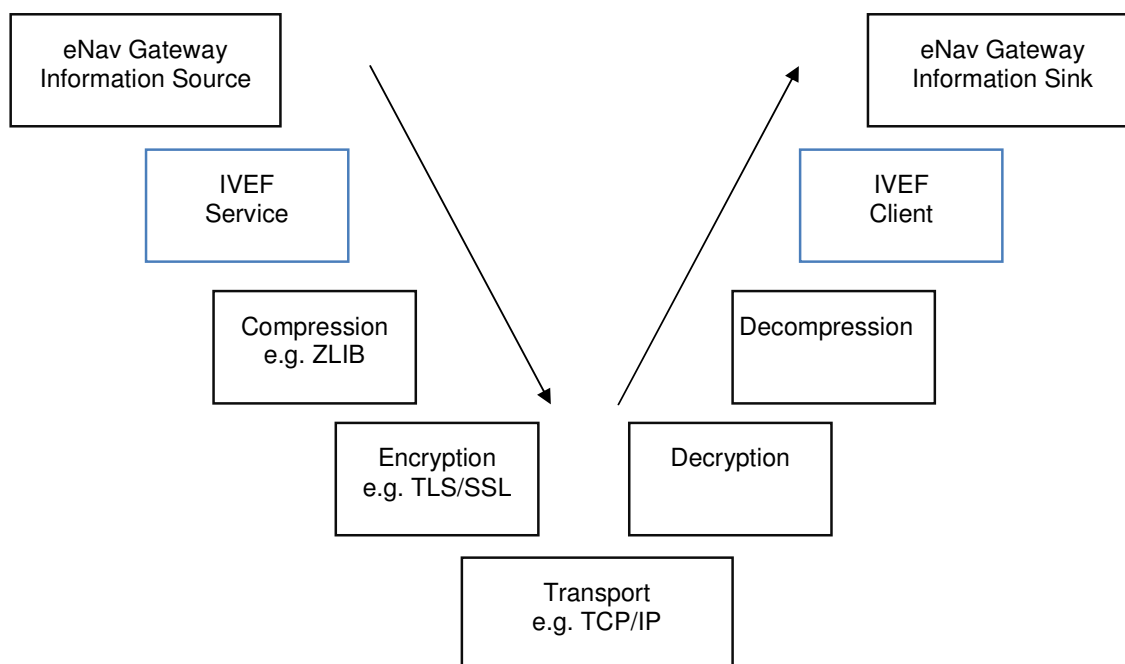 eNav Gateway
Information Source
eNav Gateway
Information Sink
IVEF
Service
IVEF
Client
Compression
e.g. ZLIB
Decompression
Encryption
e.g. TLS/SSL
Decryption
Transport
e.g. TCP/IP